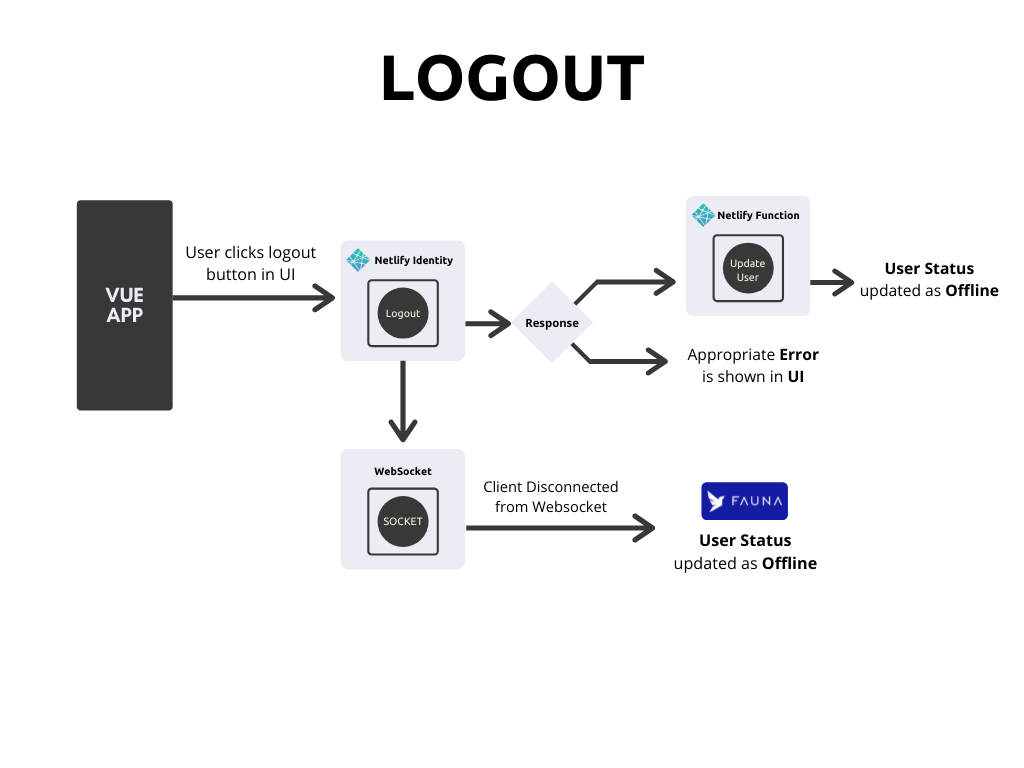 LOGOUT
VUE
APP
User clicks logout
button in UI
Netlify Identity
Logout
Response
Netlify Function
Update
User
User Status
updated as Offline
Appropriate Error
is shown in UI
WebSocket
SOCKET
Client Disconnected
from Websocket
FAUNA
User Status
updated as Offline